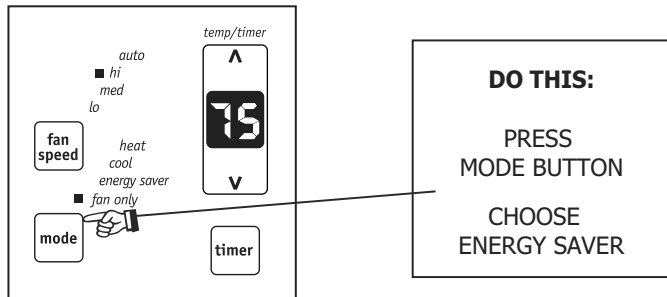 temp/timer
auto
hi
med
lo
fan
speed
75
heat
cool
energy saver
fan only
mode
timer
DO THIS:
PRESS
MODE BUTTON
CHOOSE
ENERGY SAVER